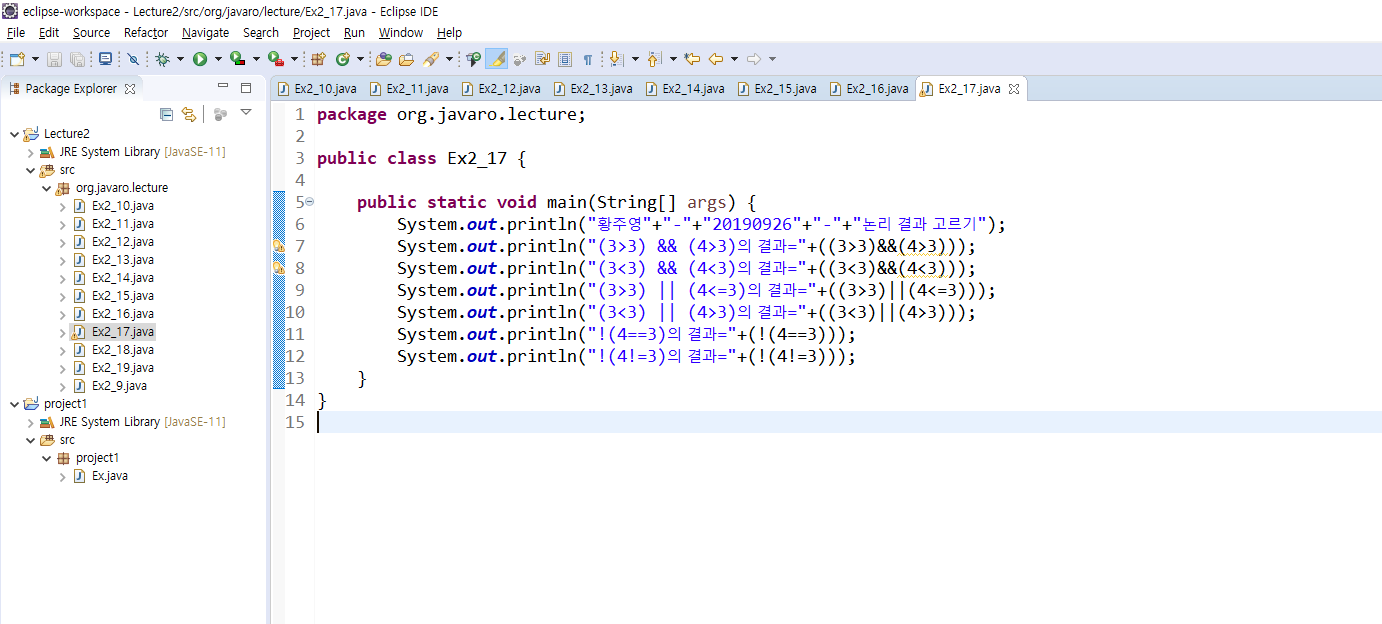 eclipse-workspace - Lecture2/src/org/javaro/lecture/Ex2_17.java - Eclipse IDE
File Edit Source Refactor Navigate Search Project Run Window Help
Package Explorer
Lecture2
JRE System Library [JavaSE-11]
src
org.javaro.lecture
Ex2_10.java
Ex2_11.java
Ex2_12.java
Ex2_13.java
Ex2_14.java
Ex2_15.java
Ex2_16.java
Ex2_17.java
Ex2_18.java
Ex2_19.java
Ex2_9.java
project1
JRE System Library [JavaSE-11]
src
project1
Ex.java
Ex2_10.java Ex2_11.java Ex2_12.java Ex2_13.java Ex2_14.java Ex2_15.java Ex2_16.java Ex2_17.java
1 package org.javaro.lecture;
2
3 public class Ex2_17 {
4
5 public static void main(String[] args) {
6 System.out.println("황주영"+"-"+"20190926"+"-"+"논리 결과 고르기");
7 System.out.println("(3>3) && (4>3)의 결과="+((3>3)&&(4>3)));
8 System.out.println("(3<3) && (4<3)의 결과="+((3<3)&&(4<3)));
9 System.out.println("(3>3) || (4<=3)의 결과="+((3>3)||(4<=3)));
10 System.out.println("(3<3) || (4>3)의 결과="+((3<3)||(4>3)));
11 System.out.println("!(4==3)의 결과="+(!(4==3)));
12 System.out.println("!(4!=3)의 결과="+(!(4!=3)));
13 }
14 }
15